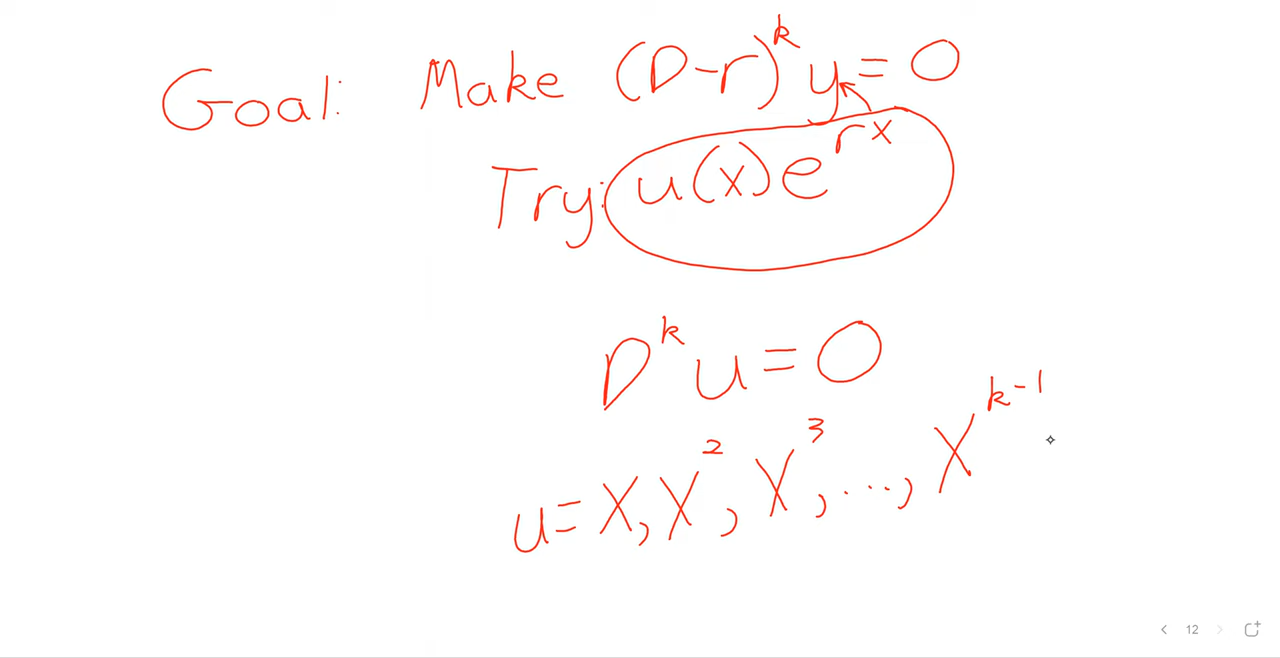 Goal: Make (D-r)^k y = 0
Try: u(x)e^{rx}
D^k u = 0
u = x, x^2, x^3, ..., x^{k-1}
12